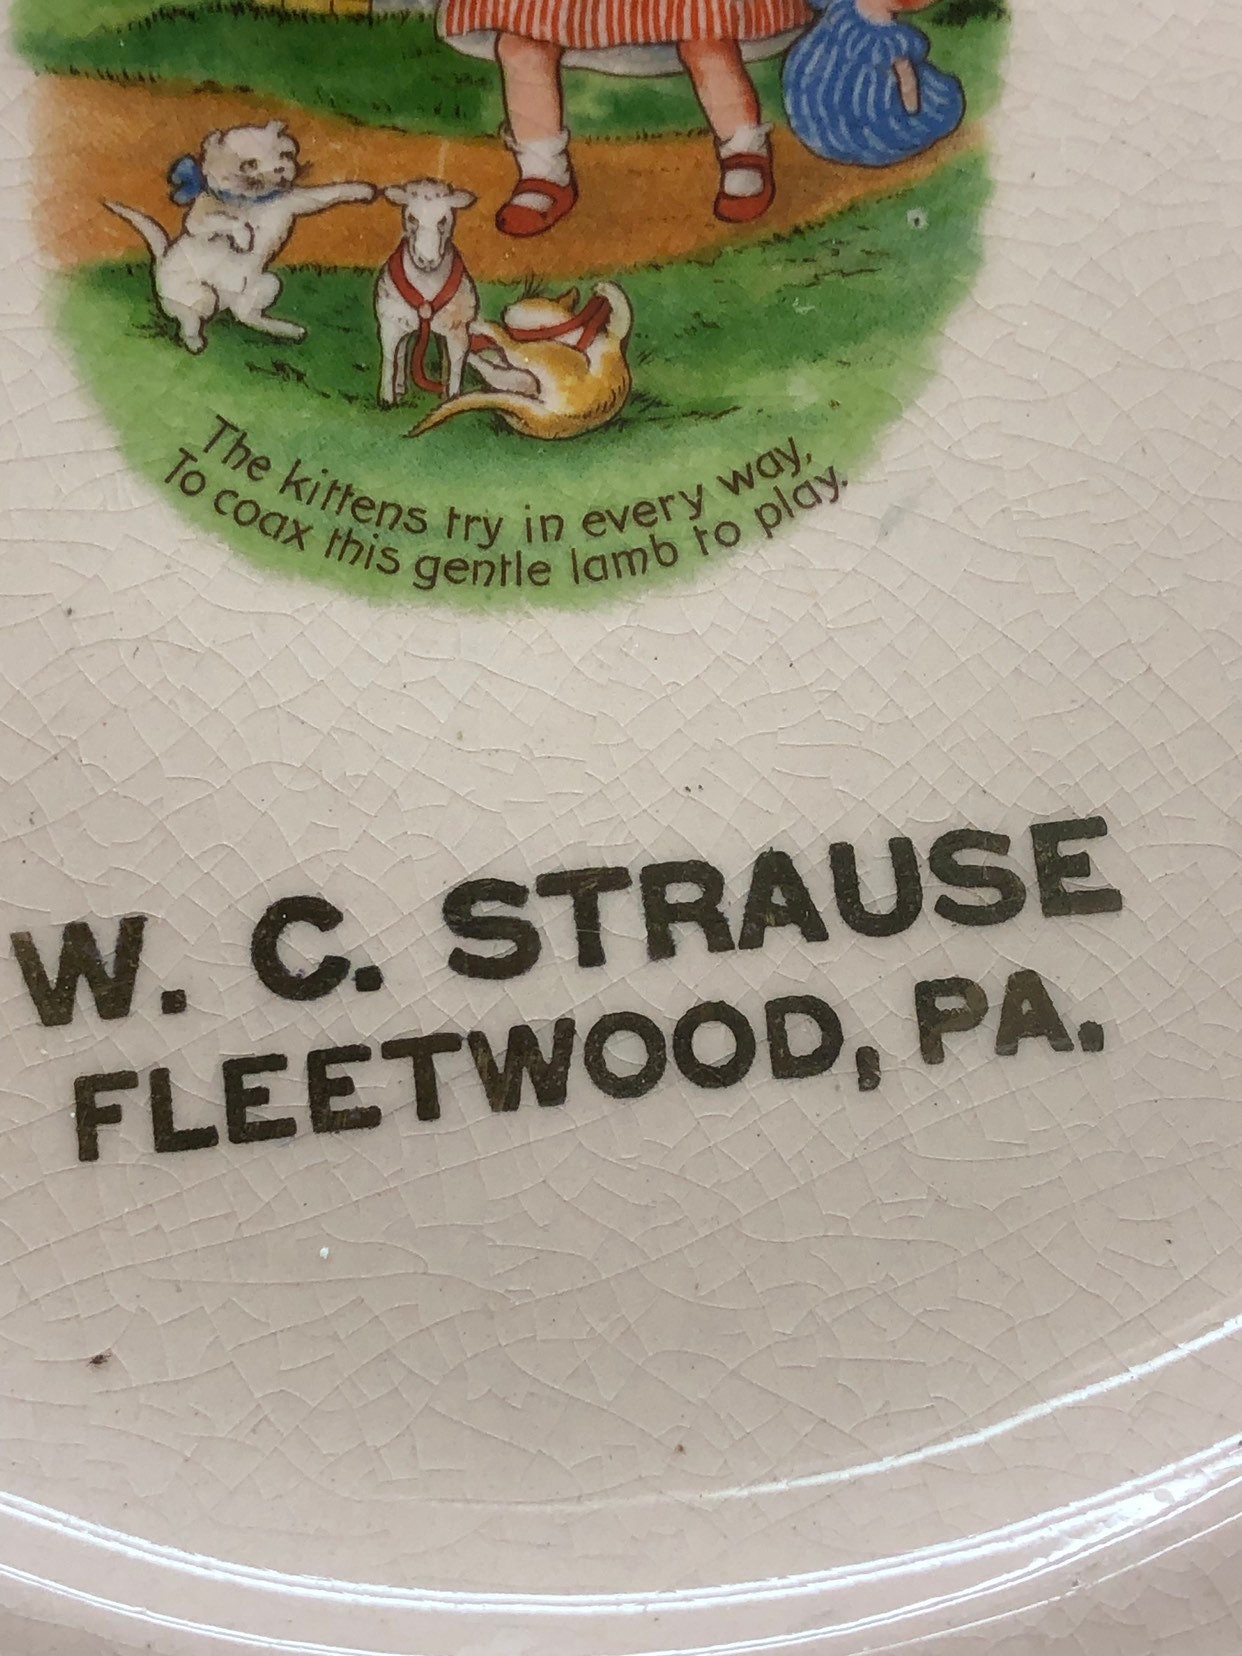 The kittens try in every way,
To coax this gentle lamb to play.
W. C. STRAUSE
FLEETWOOD, PA.